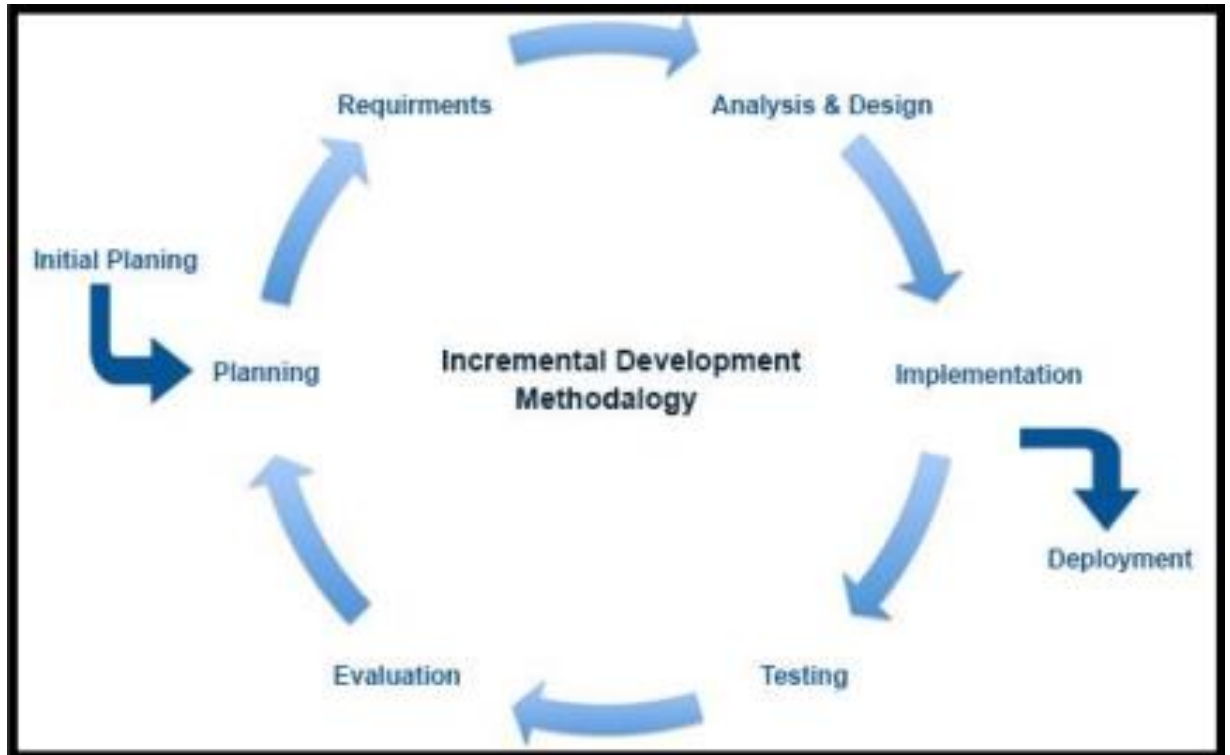 Requirments
Analysis & Design
Initial Planing
Planning
Incremental Development
Methodalogy
Implementation
Deployment
Evaluation
Testing